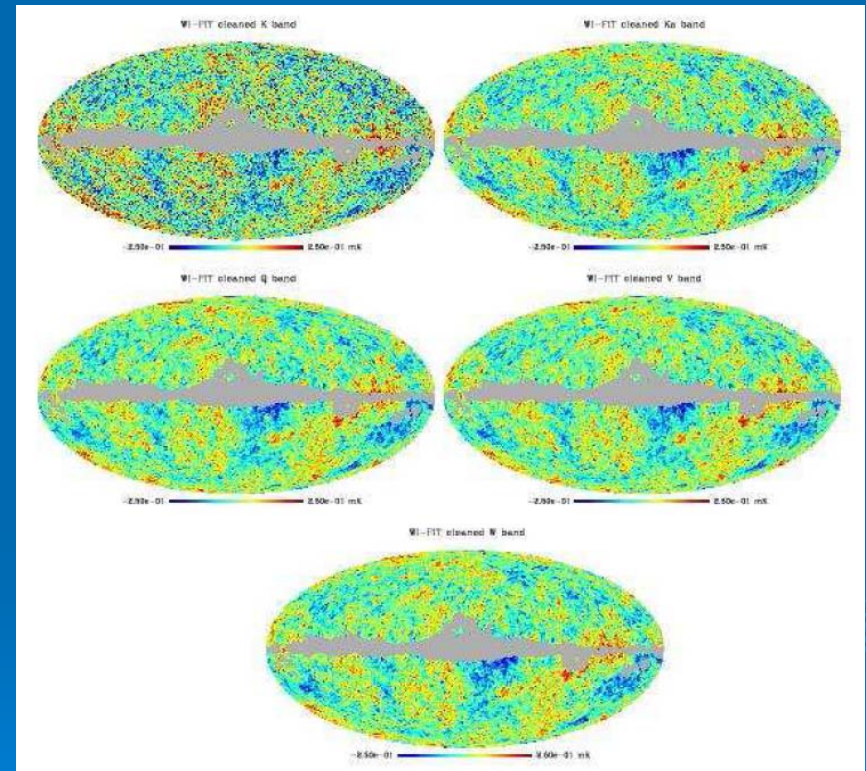 WI-FIT cleaned K band
WI-FIT cleaned Ka band
-2.50e-01 2.50e-01 mK
-2.50e-01 2.50e-01 mK
WI-FIT cleaned Q band
WI-FIT cleaned V band
-2.50e-01 2.50e-01 mK
-2.50e-01 2.50e-01 mK
WI-FIT cleaned W band
-2.50e-01 2.50e-01 mK